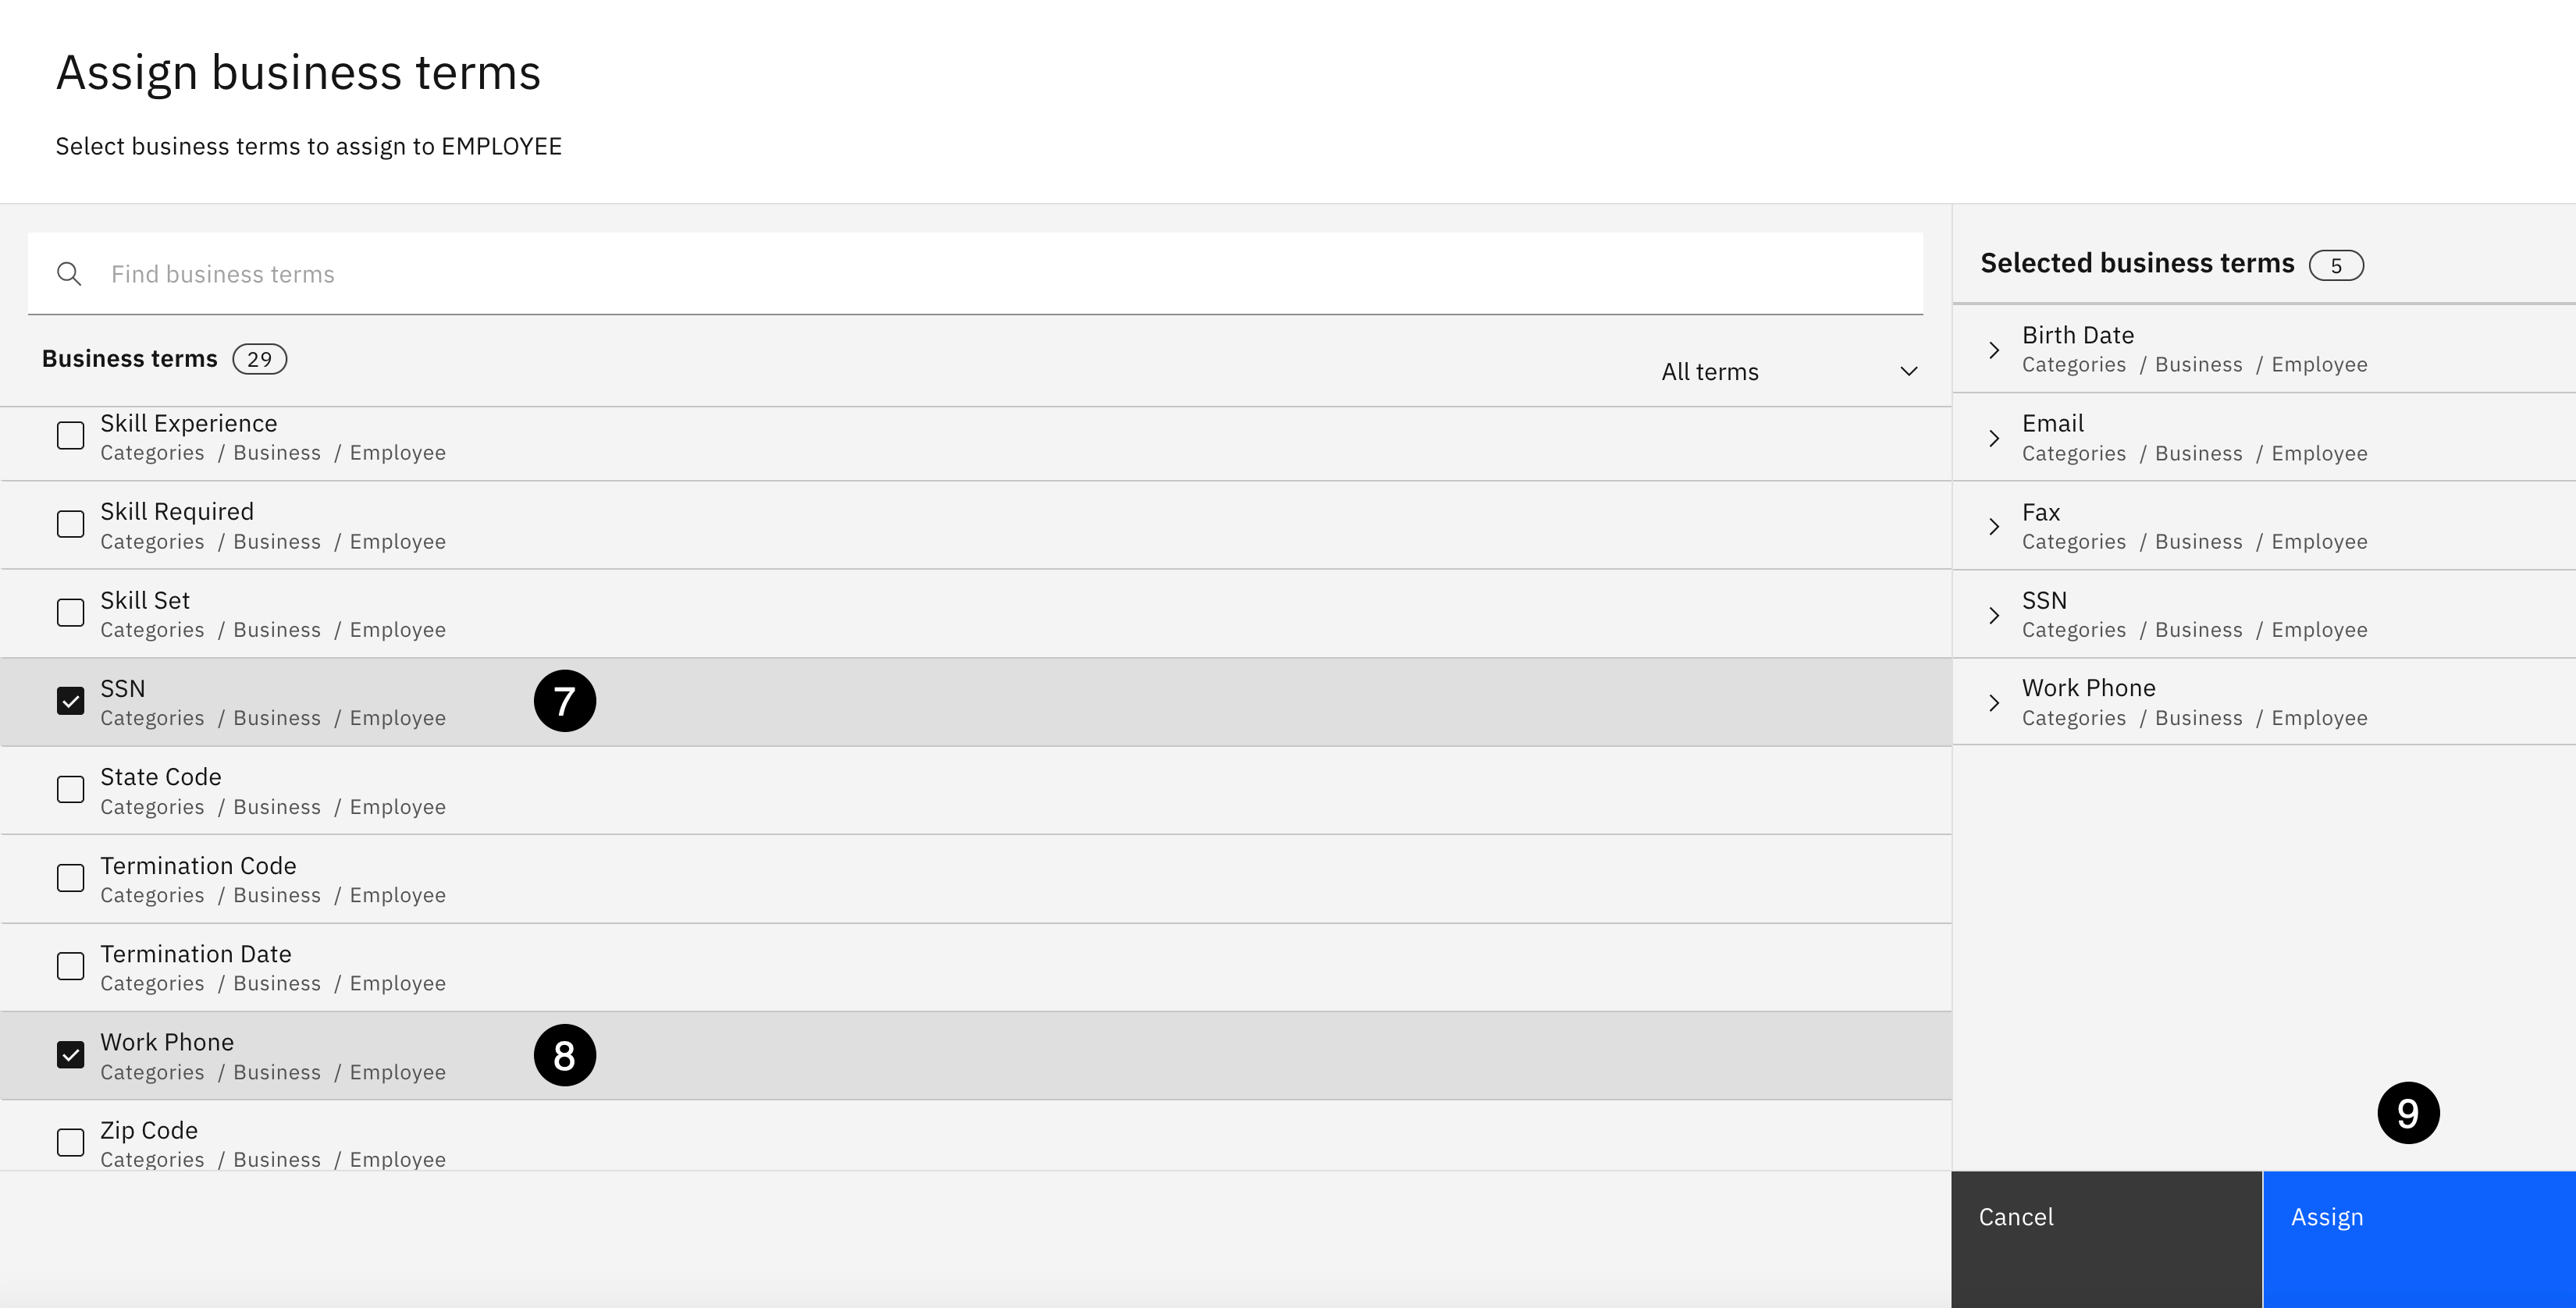 Assign business terms
Select business terms to assign to EMPLOYEE
Find business terms
Business terms 29
All terms
Skill Experience
Categories / Business / Employee
Skill Required
Categories / Business / Employee
Skill Set
Categories / Business / Employee
SSN
Categories / Business / Employee
7
State Code
Categories / Business / Employee
Termination Code
Categories / Business / Employee
Termination Date
Categories / Business / Employee
Work Phone
Categories / Business / Employee
8
Zip Code
Categories / Business / Employee
Selected business terms 5
Birth Date
Categories / Business / Employee
Email
Categories / Business / Employee
Fax
Categories / Business / Employee
SSN
Categories / Business / Employee
Work Phone
Categories / Business / Employee
9
Cancel
Assign